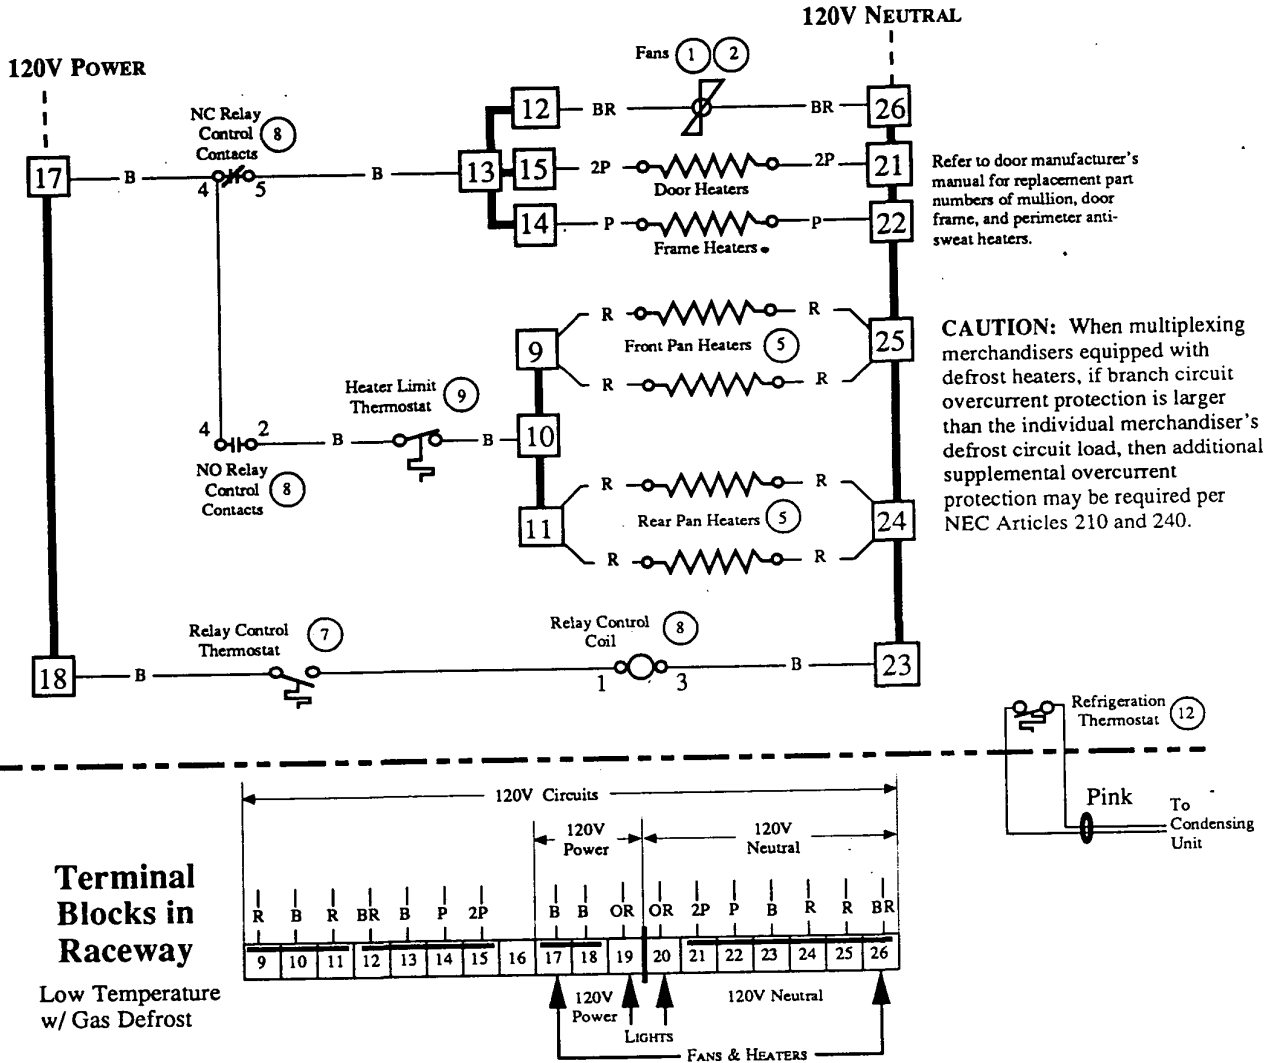 120V NEUTRAL
120V POWER
Fans 1 2
NC Relay
Control 8
Contacts
12 BR BR 26
17 B 4 5 B 13
15 2P 2P 21
Door Heaters
14 P P 22
Frame Heaters
Refer to door manufacturer's
manual for replacement part
numbers of mullion, door
frame, and perimeter anti-
sweat heaters.
R R
9 Front Pan Heaters 5 25
R R
CAUTION: When multiplexing
merchandisers equipped with
defrost heaters, if branch circuit
overcurrent protection is larger
than the individual merchandiser's
defrost circuit load, then additional
supplemental overcurrent
protection may be required per
NEC Articles 210 and 240.
Heater Limit
Thermostat 9
4 2 B B 10
NO Relay
Control 8
Contacts
R R
11 Rear Pan Heaters 5 24
R R
Relay Control 7
Thermostat
Relay Control 8
Coil
18 B 1 3 B 23
Refrigeration
Thermostat 12
Pink
To
Condensing
Unit
120V Circuits
120V
Power
120V
Neutral
Terminal
Blocks in
Raceway
Low Temperature
w/ Gas Defrost
R B R BR B P 2P B B OR OR 2P P B R R BR
9 10 11 12 13 14 15 16 17 18 19 20 21 22 23 24 25 26
120V
Power
120V Neutral
LIGHTS
FANS & HEATERS